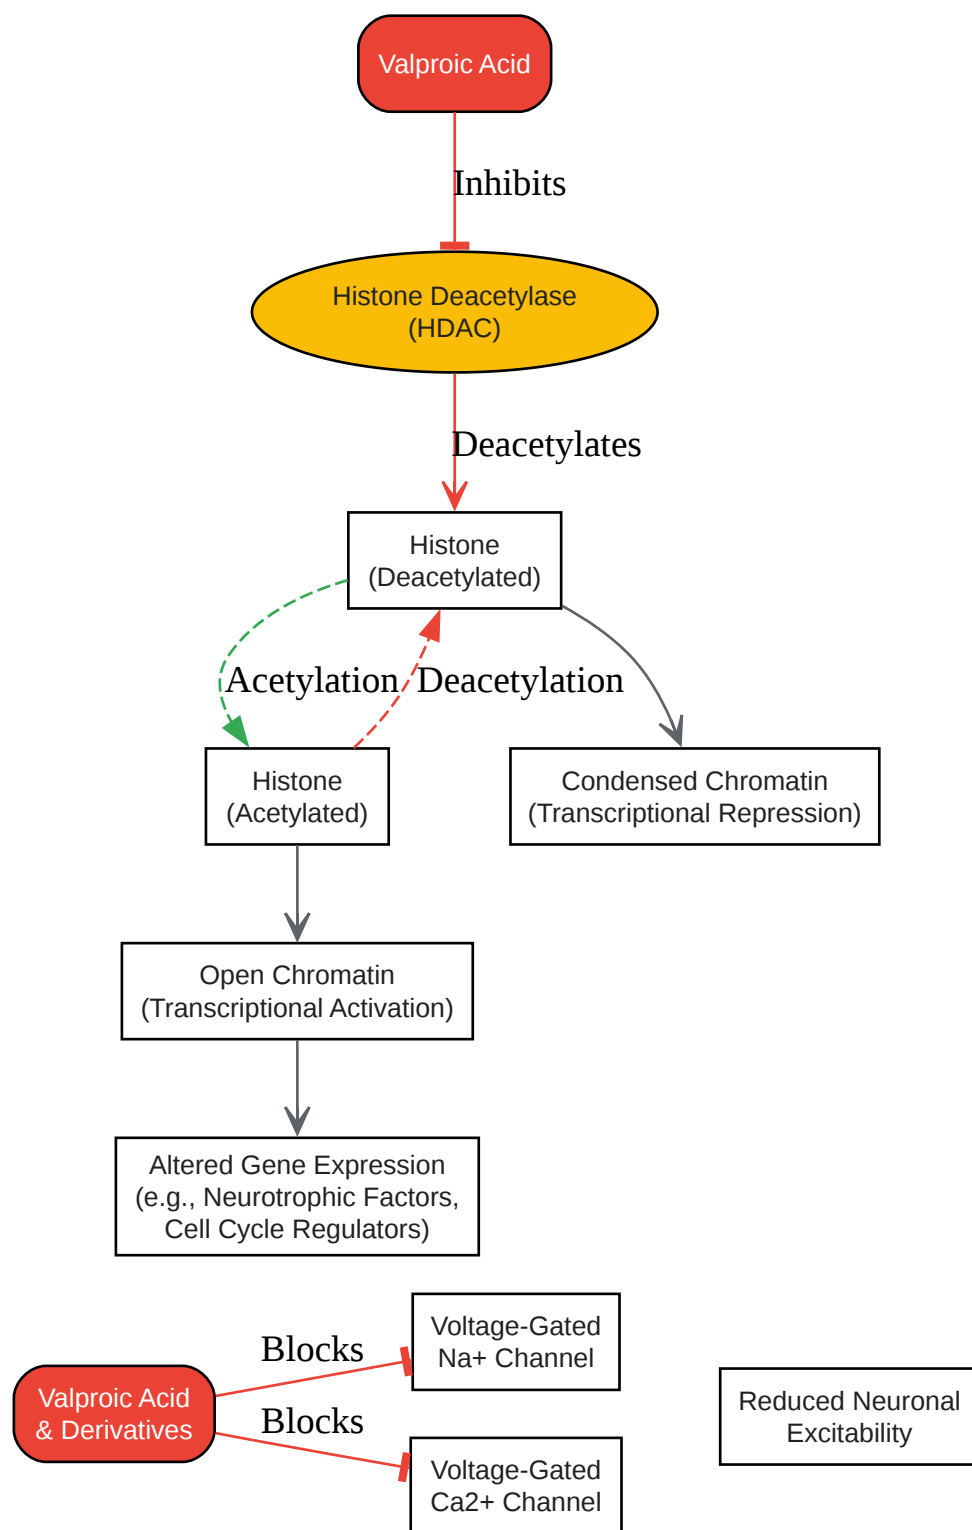 Valproic Acid
Inhibits
Histone Deacetylase
(HDAC)
Deacetylates
Histone
(Deacetylated)
Acetylation
Deacetylation
Histone
(Acetylated)
Condensed Chromatin
(Transcriptional Repression)
Open Chromatin
(Transcriptional Activation)
Altered Gene Expression
(e.g., Neurotrophic Factors,
Cell Cycle Regulators)
Blocks
Voltage-Gated
Na+ Channel
Valproic Acid
& Derivatives
Blocks
Reduced Neuronal
Excitability
Voltage-Gated
Ca2+ Channel